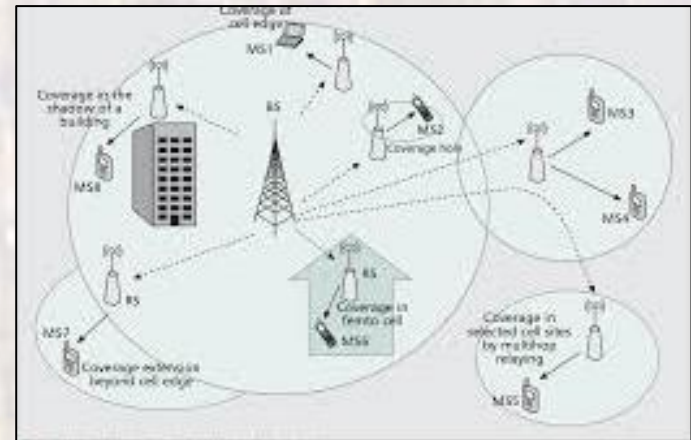 Coverage at
cell edge
MS1
BS
Coverage in the
shadow of a
building
MS8
MS2
Coverage hole
MS3
MS4
RS
MS7
Coverage extension
beyond cell edge
RS
Coverage in
femto cell
MS6
Coverage in
selected cell sites
by multihop
relaying
MS5